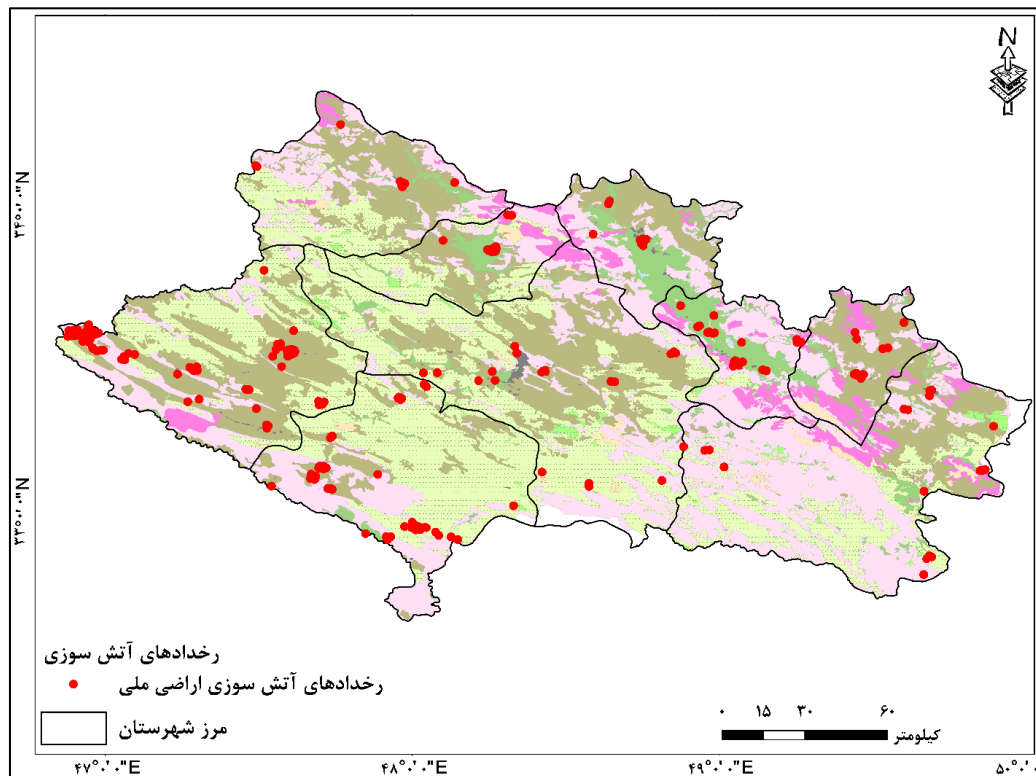 N
۳۴°۰'۰"N
۳۳°۰'۰"N
رخدادهای آتش سوزی
رخدادهای آتش سوزی اراضی ملی
مرز شهرستان
۰ ۱۵ ۳۰ ۶۰
کیلومتر
۴۷°۰'۰"E ۴۸°۰'۰"E ۴۹°۰'۰"E ۵۰°۰'۰"E